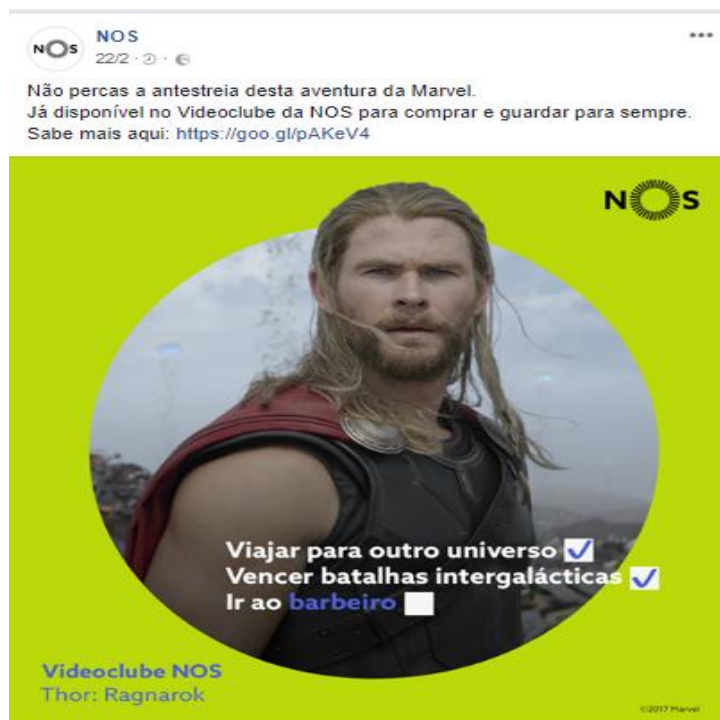 NOS
NOS
22/2
Não percas a antestreia desta aventura da Marvel.
Já disponível no Videoclube da NOS para comprar e guardar para sempre.
Sabe mais aqui: https://goo.gl/pAKeV4
NOS
Viajar para outro universo
Vencer batalhas intergalácticas
Ir ao barbeiro
Videoclube NOS
Thor: Ragnarok
©2017 Marvel